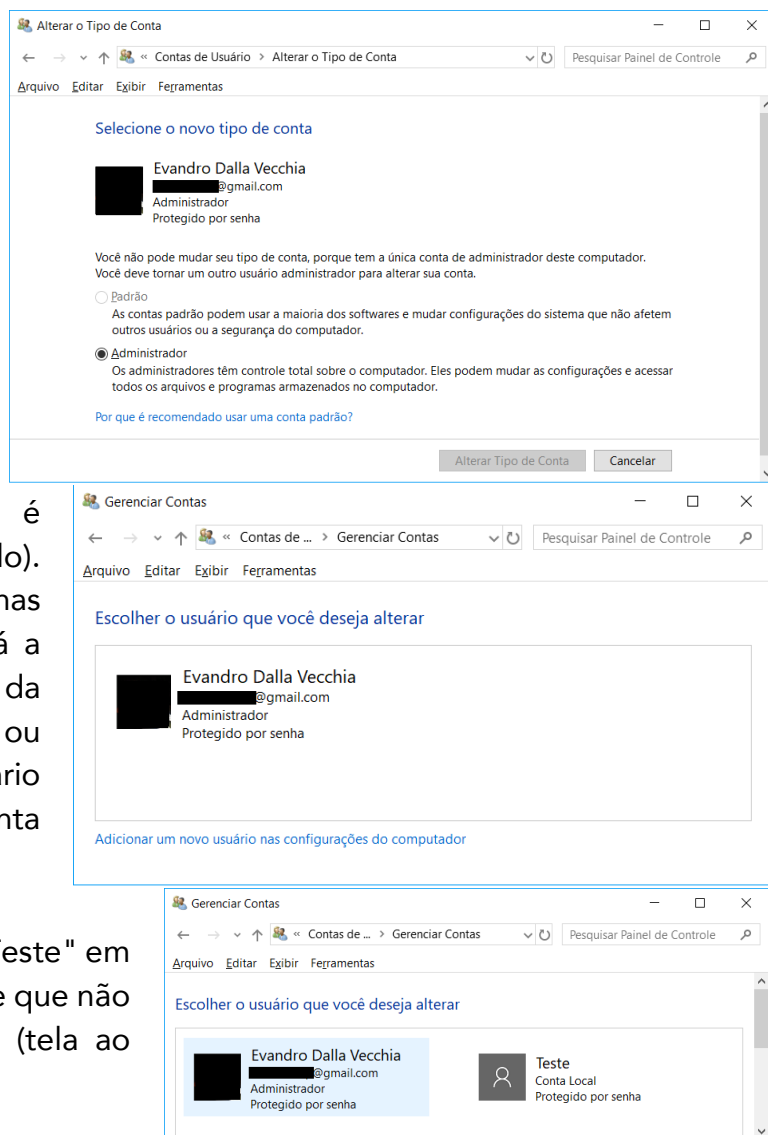 Alterar o Tipo de Conta
« Contas de Usuário > Alterar o Tipo de Conta
Pesquisar Painel de Controle
Arquivo Editar Exibir Ferramentas
Selecione o novo tipo de conta
Evandro Dalla Vecchia
@gmail.com
Administrador
Protegido por senha
Você não pode mudar seu tipo de conta, porque tem a única conta de administrador deste computador.
Você deve tornar um outro usuário administrador para alterar sua conta.
Padrão
As contas padrão podem usar a maioria dos softwares e mudar configurações do sistema que não afetem
outros usuários ou a segurança do computador.
Administrador
Os administradores têm controle total sobre o computador. Eles podem mudar as configurações e acessar
todos os arquivos e programas armazenados no computador.
Por que é recomendado usar uma conta padrão?
Alterar Tipo de Conta Cancelar
é
Gerenciar Contas
« Contas de ... > Gerenciar Contas
Pesquisar Painel de Controle
Arquivo Editar Exibir Ferramentas
Escolher o usuário que você deseja alterar
a
da
ou
Evandro Dalla Vecchia
@gmail.com
Administrador
Protegido por senha
Adicionar um novo usuário nas configurações do computador
Gerenciar Contas
« Contas de ... > Gerenciar Contas
Pesquisar Painel de Controle
Arquivo Editar Exibir Ferramentas
este" em
e que não
(tela ao
Escolher o usuário que você deseja alterar
Evandro Dalla Vecchia
@gmail.com
Administrador
Protegido por senha
Teste
Conta Local
Protegido por senha